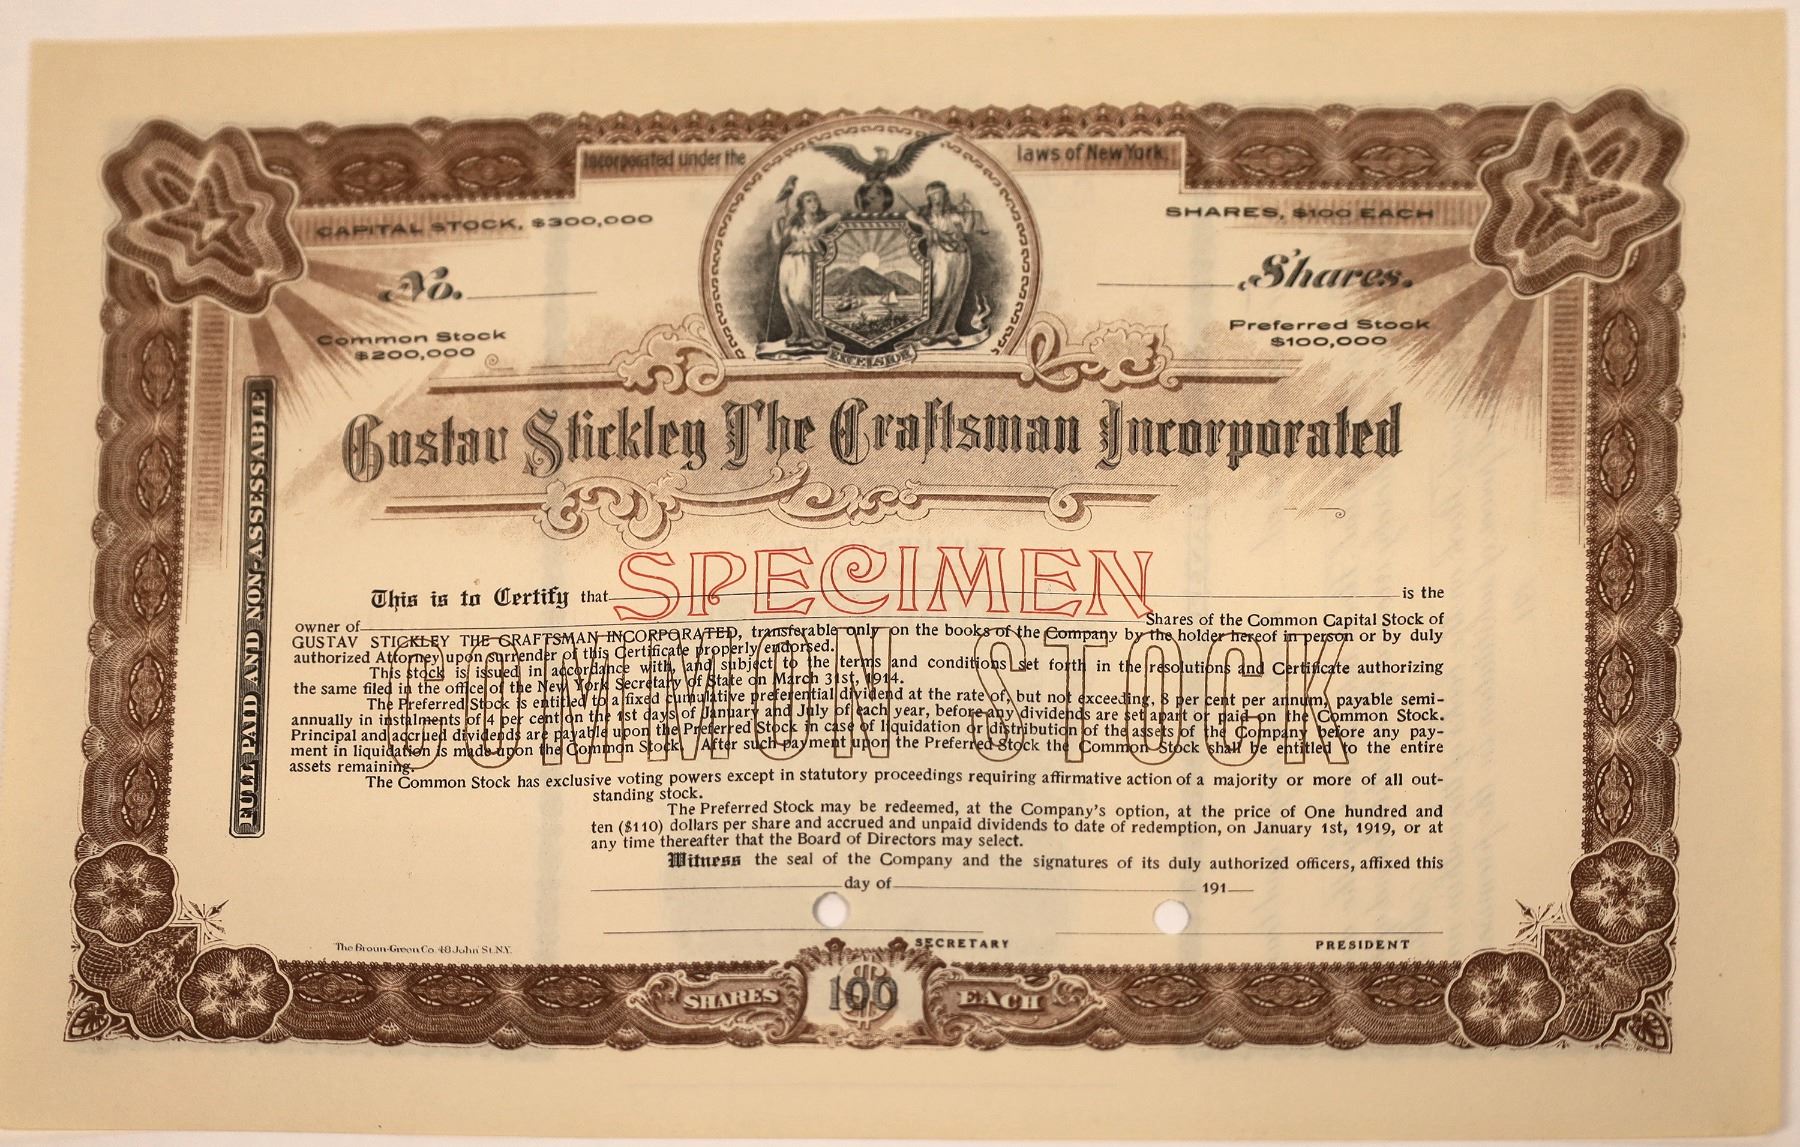 Incorporated under the laws of New York.
CAPITAL STOCK, $300,000
SHARES, $100 EACH
No.
Shares.
Common Stock
$200,000
Preferred Stock
$100,000
EXCELSIOR
Gustav Stickley The Craftsman Incorporated
FULL PAID AND NON-ASSESSABLE
SPECIMEN
This is to Certify that is the
owner of Shares of the Common Capital Stock of
GUSTAV STICKLEY THE CRAFTSMAN INCORPORATED, transferable only on the books of the Company by the holder hereof in person or by duly
authorized Attorney upon surrender of this Certificate properly endorsed.
COMMON STOCK
This stock is issued in accordance with, and subject to the terms and conditions set forth in the resolutions and Certificate authorizing
the same filed in the office of the New York Secretary of State on March 31st, 1914.
The Preferred Stock is entitled to a fixed cumulative preferential dividend at the rate of, but not exceeding, 8 per cent per annum, payable semi-
annually in instalments of 4 per cent on the 1st days of January and July of each year, before any dividends are set apart or paid on the Common Stock.
Principal and accrued dividends are payable upon the Preferred Stock in case of liquidation or distribution of the assets of the Company before any pay-
ment in liquidation is made upon the Common Stock. After such payment upon the Preferred Stock the Common Stock shall be entitled to the entire
assets remaining.
The Common Stock has exclusive voting powers except in statutory proceedings requiring affirmative action of a majority or more of all out-
standing stock.
The Preferred Stock may be redeemed, at the Company's option, at the price of One hundred and
ten ($110) dollars per share and accrued and unpaid dividends to date of redemption, on January 1st, 1919, or at
any time thereafter that the Board of Directors may select.
Witness the seal of the Company and the signatures of its duly authorized officers, affixed this
day of 191
SECRETARY
PRESIDENT
The Broun-Green Co. 48 John St. N.Y.
SHARES $100 EACH